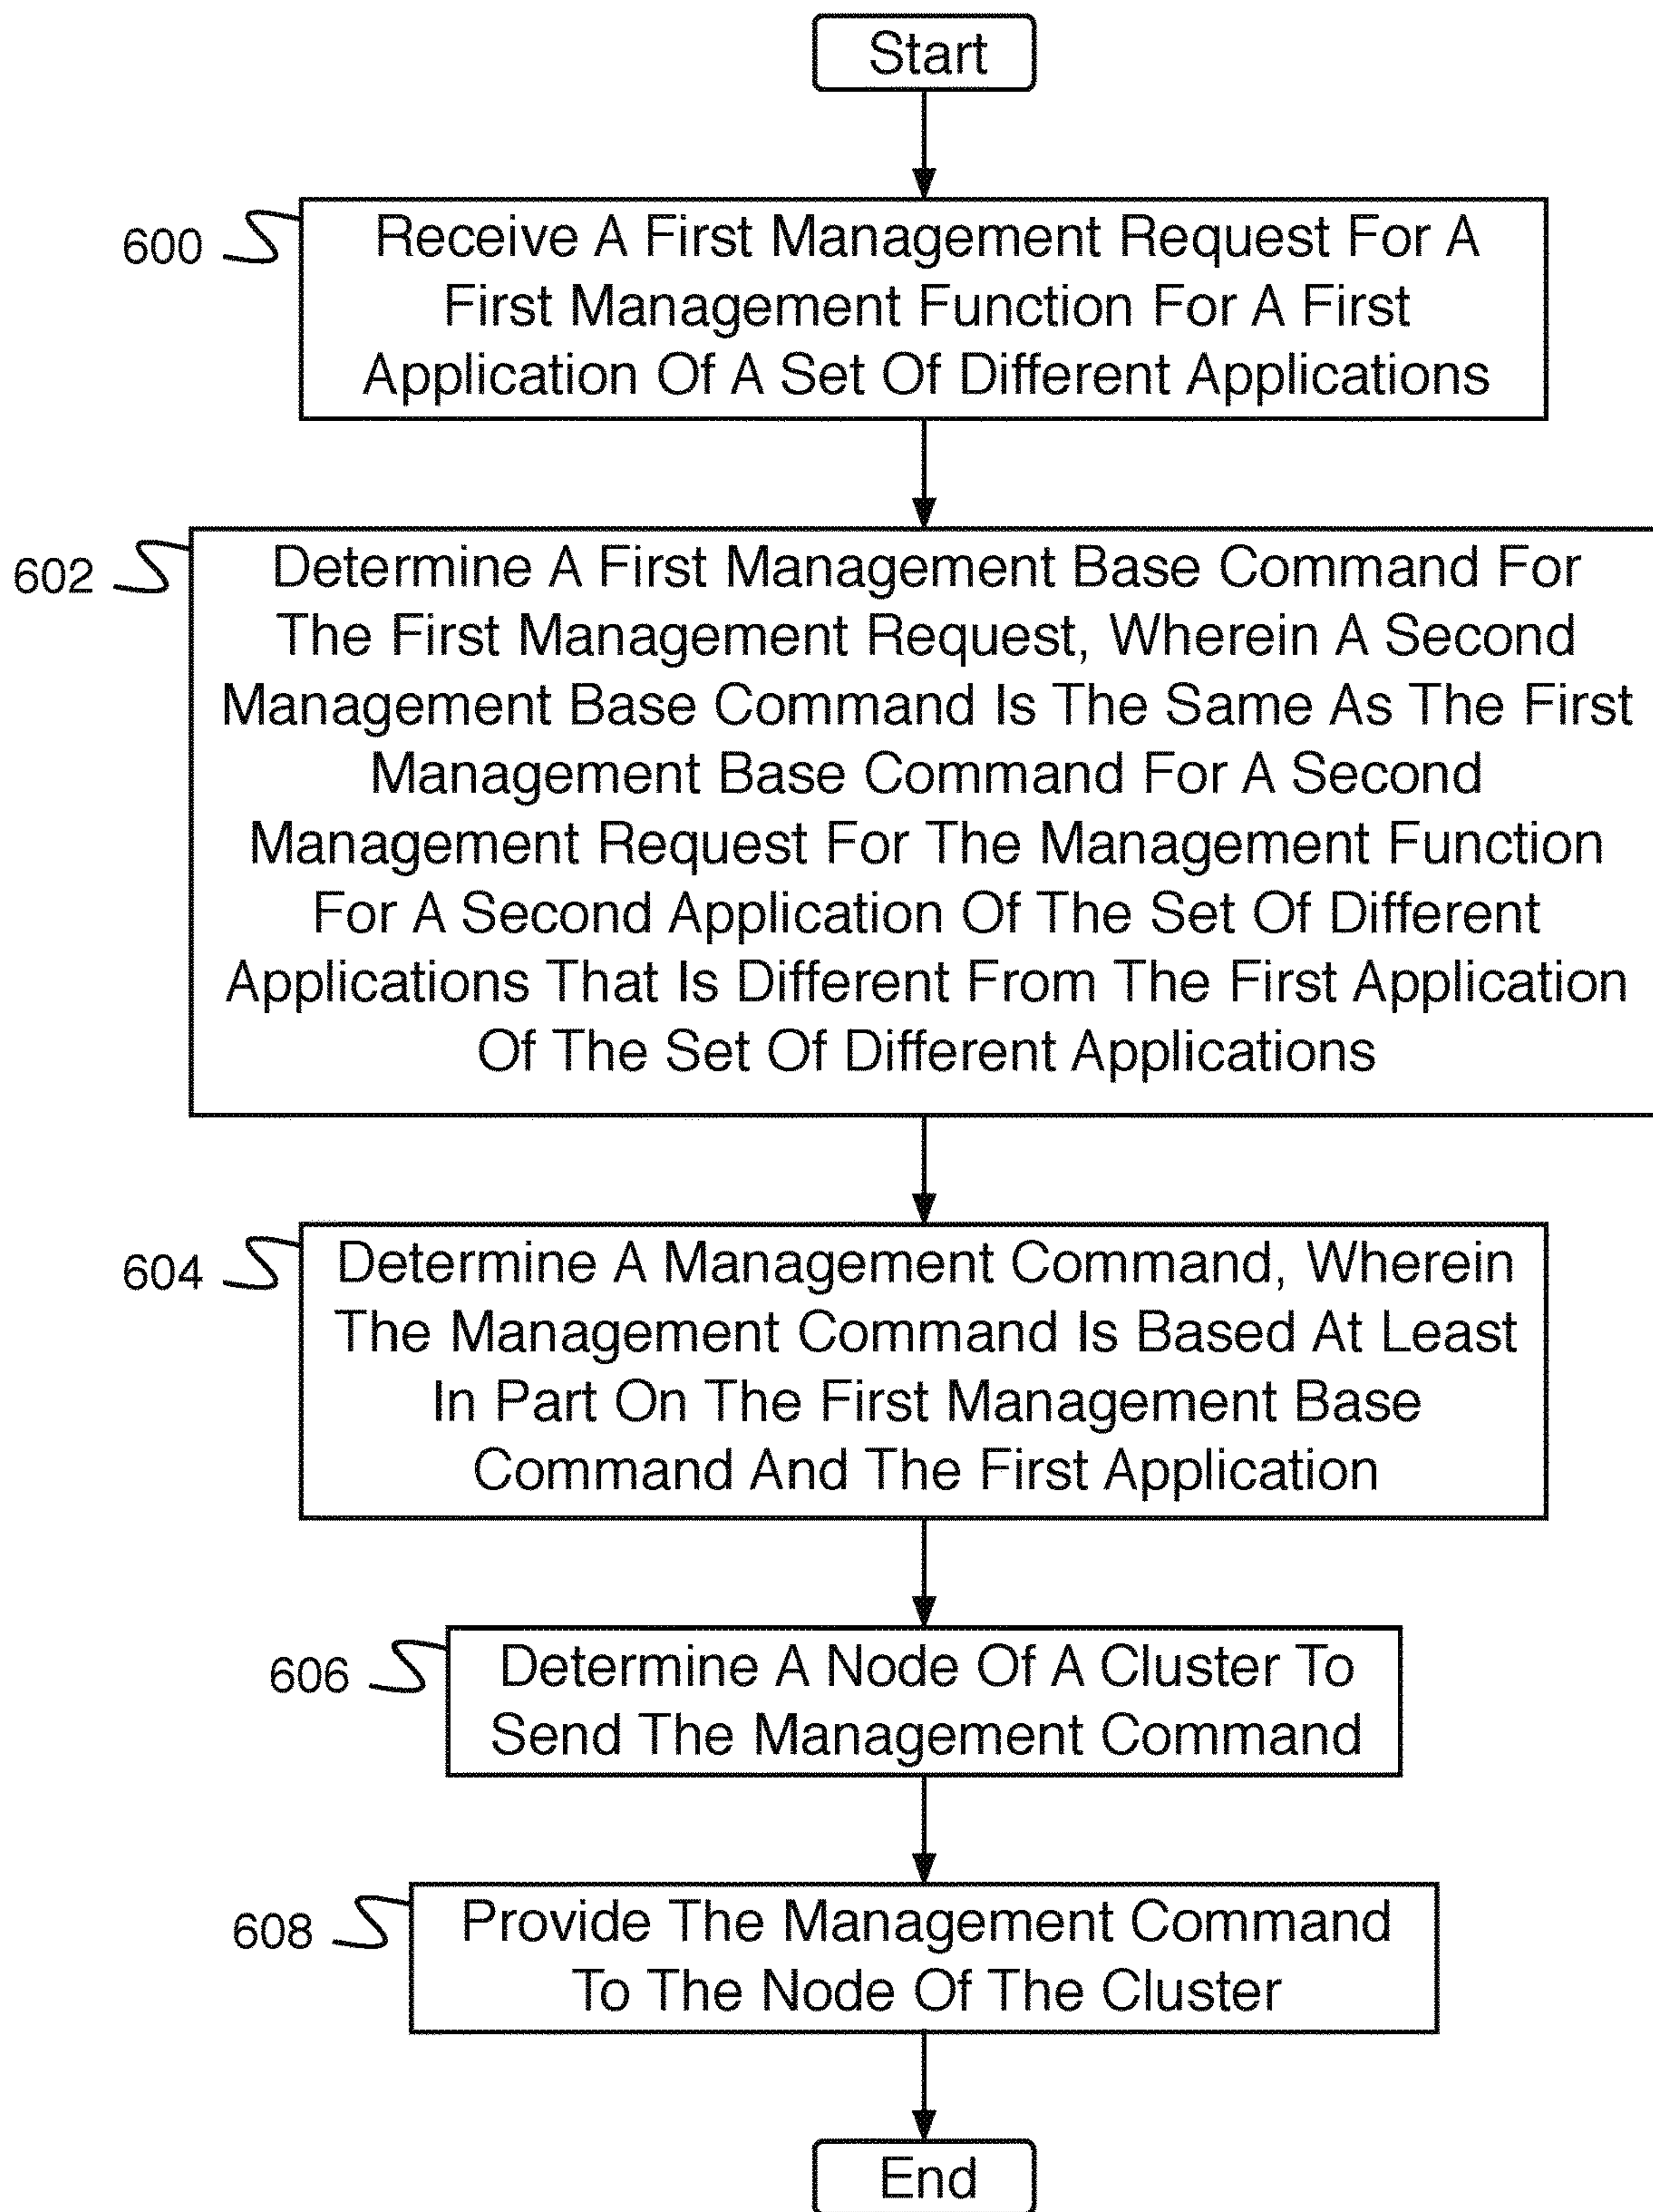 Start
600
Receive A First Management Request For A
First Management Function For A First
Application Of A Set Of Different Applications
602
Determine A First Management Base Command For
The First Management Request, Wherein A Second
Management Base Command Is The Same As The First
Management Base Command For A Second
Management Request For The Management Function
For A Second Application Of The Set Of Different
Applications That Is Different From The First Application
Of The Set Of Different Applications
604
Determine A Management Command, Wherein
The Management Command Is Based At Least
In Part On The First Management Base
Command And The First Application
606
Determine A Node Of A Cluster To
Send The Management Command
608
Provide The Management Command
To The Node Of The Cluster
End